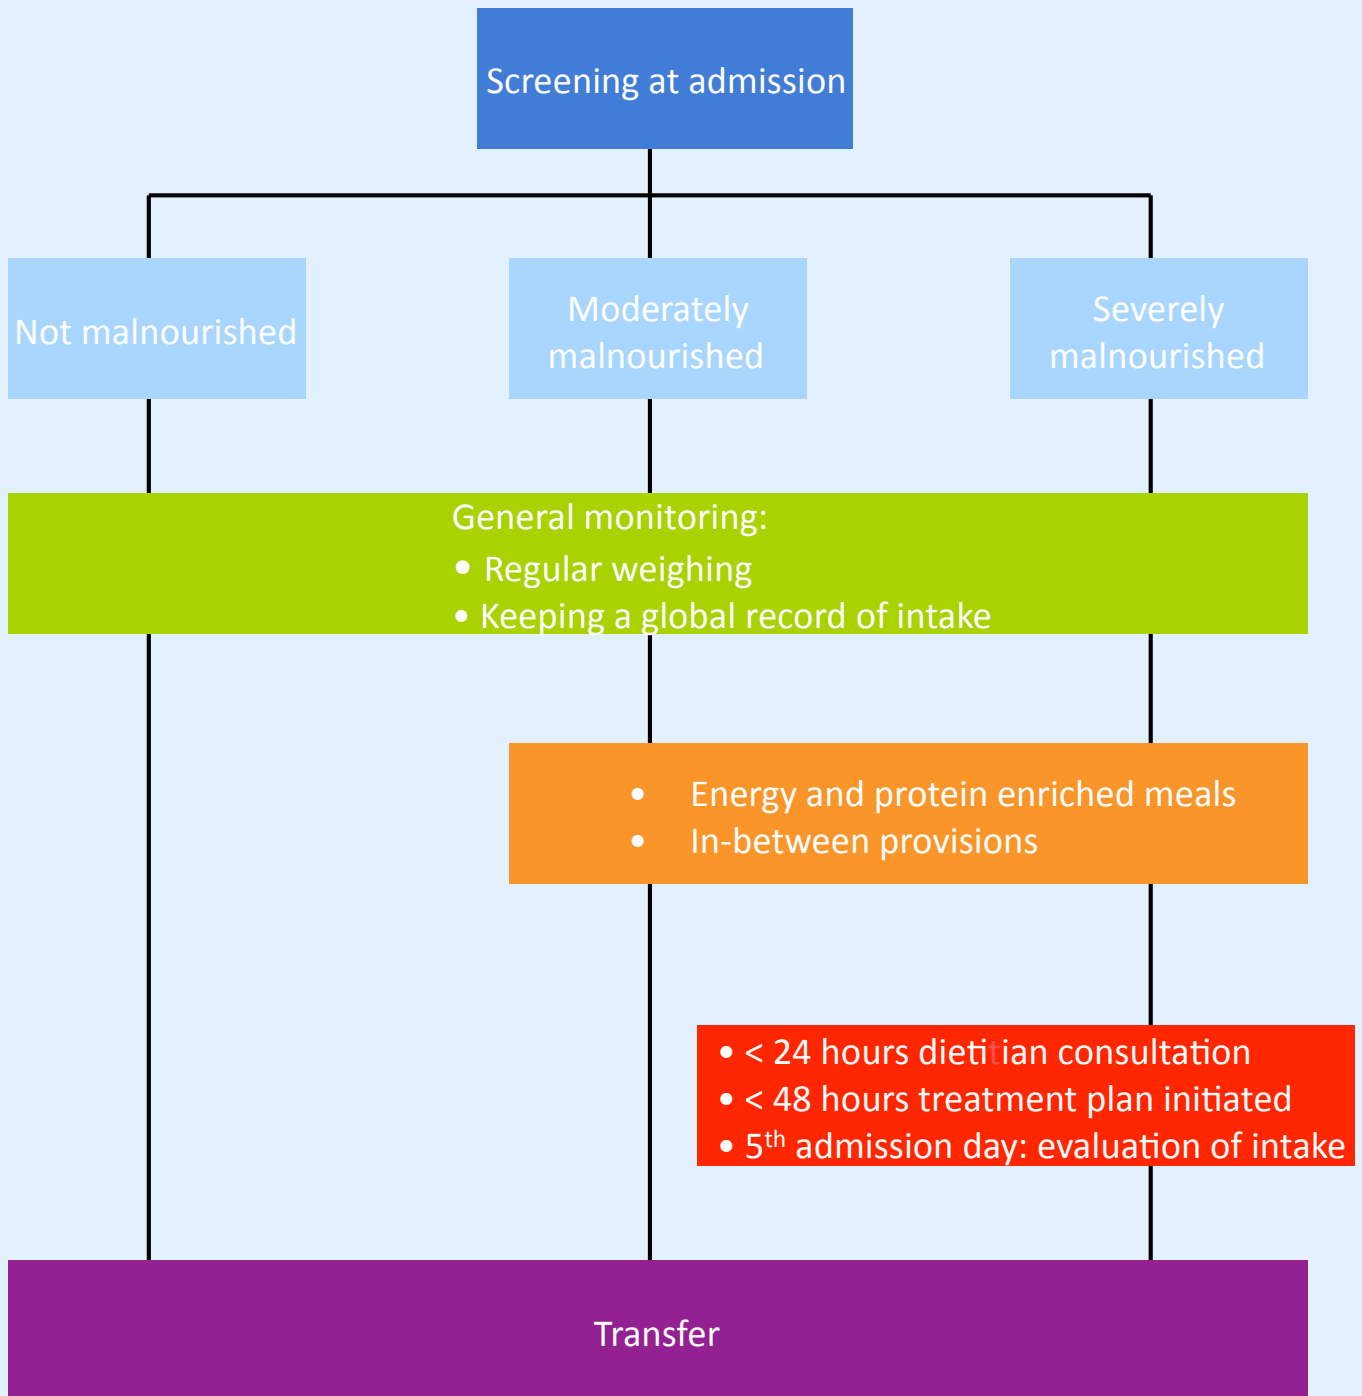 Screening at admission
Not malnourished
Moderately
malnourished
Severely
malnourished
General monitoring:
• Regular weighing
• Keeping a global record of intake
• Energy and protein enriched meals
• In-between provisions
• < 24 hours dietitian consultation
• < 48 hours treatment plan initiated
• 5th admission day: evaluation of intake
Transfer